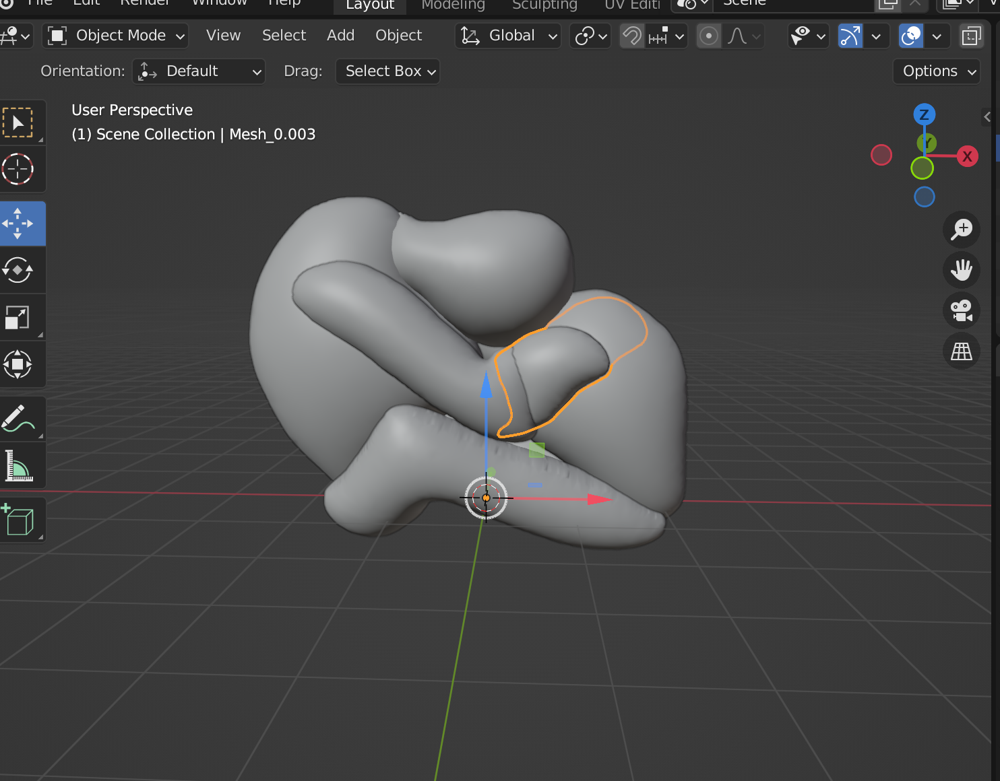 File Edit Render Window Help Layout Modeling Sculpting UV Editi Scene
Object Mode View Select Add Object Global
Orientation: Default Drag: Select Box Options
User Perspective
(1) Scene Collection | Mesh_0.003
Z
Y
X